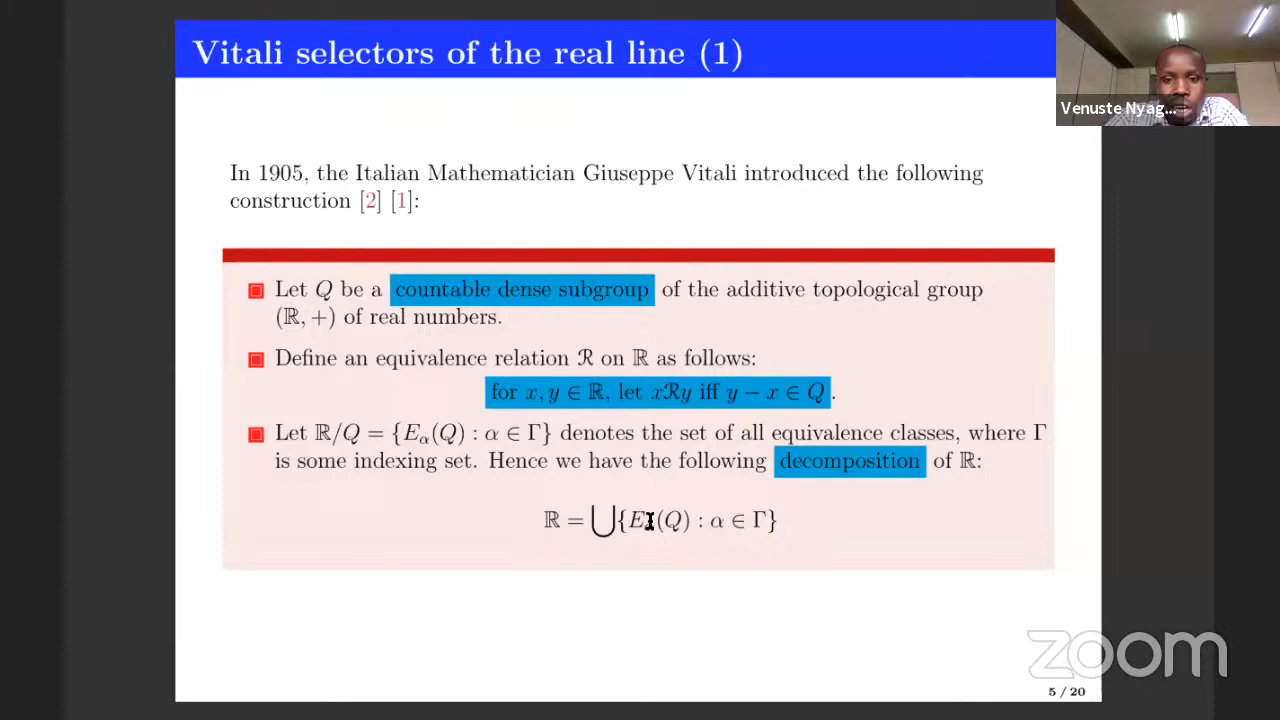 Vitali selectors of the real line (1)
Venuste Nyag...
In 1905, the Italian Mathematician Giuseppe Vitali introduced the following
construction [2] [1]:
Let Q be a countable dense subgroup of the additive topological group
(ℝ, +) of real numbers.
Define an equivalence relation ℛ on ℝ as follows:
for x, y ∈ ℝ, let xℛy iff y − x ∈ Q.
Let ℝ/Q = {Eα(Q) : α ∈ Γ} denotes the set of all equivalence classes, where Γ
is some indexing set. Hence we have the following decomposition of ℝ:
ℝ = ⋃{E (Q) : α ∈ Γ}
zoom
5 / 20